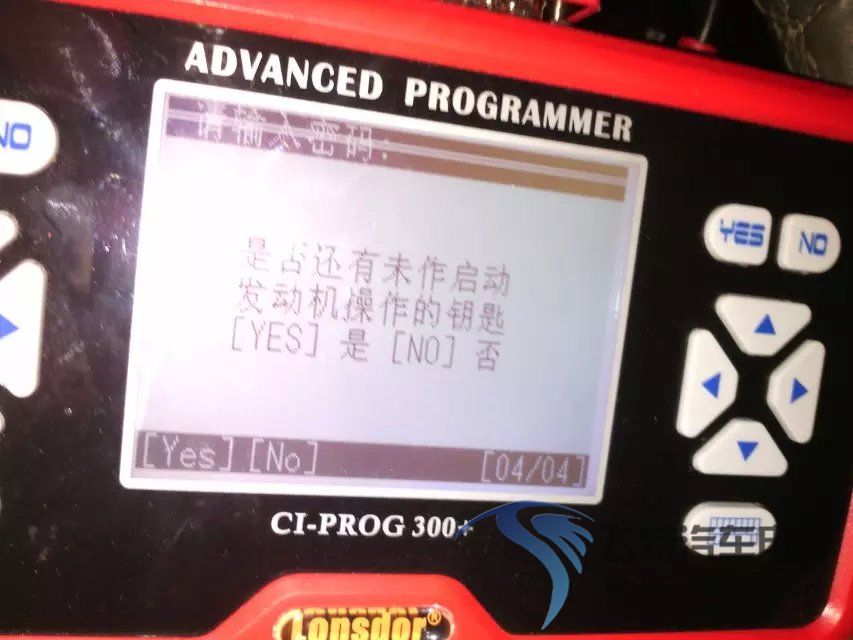 ADVANCED PROGRAMMER
NO
请输入密码:
YES
NO
是否还有未作启动
发动机操作的钥匙
[YES] 是 [NO] 否
[Yes] [No]
[04/04]
CI-PROG 300+
Lonsdor®